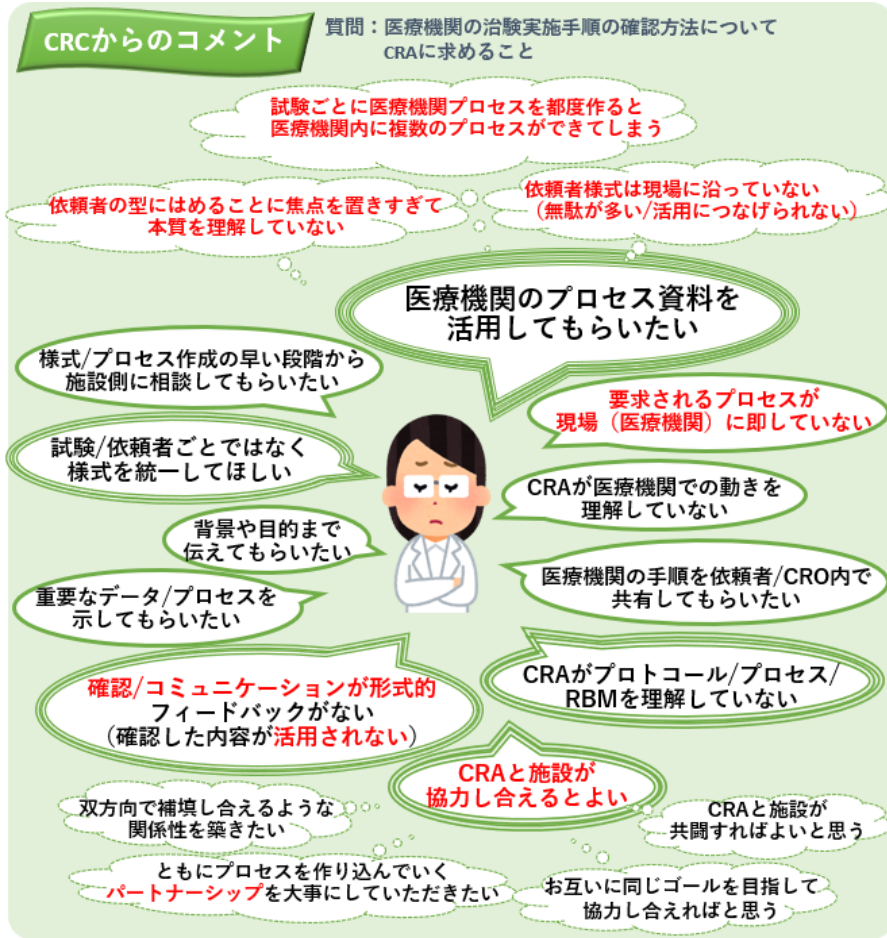 CRCからのコメント
質問：医療機関の治験実施手順の確認方法について
CRAに求めること
試験ごとに医療機関プロセスを都度作ると
医療機関内に複数のプロセスができてしまう
依頼者の型にはめることに焦点を置きすぎて
本質を理解していない
依頼者様式は現場に沿っていない
（無駄が多い/活用につなげられない）
医療機関のプロセス資料を
活用してもらいたい
様式/プロセス作成の早い段階から
施設側に相談してもらいたい
要求されるプロセスが
現場（医療機関）に即していない
試験/依頼者ごとではなく
様式を統一してほしい
CRAが医療機関での動きを
理解していない
背景や目的まで
伝えてもらいたい
医療機関の手順を依頼者/CRO内で
共有してもらいたい
重要なデータ/プロセスを
示してもらいたい
CRAがプロトコール/プロセス/
RBMを理解していない
確認/コミュニケーションが形式的
フィードバックがない
（確認した内容が活用されない）
CRAと施設が
協力し合えるとよい
双方向で補填し合えるような
関係性を築きたい
CRAと施設が
共闘すればよいと思う
ともにプロセスを作り込んでいく
パートナーシップを大事にしていただきたい
お互いに同じゴールを目指して
協力し合えればと思う